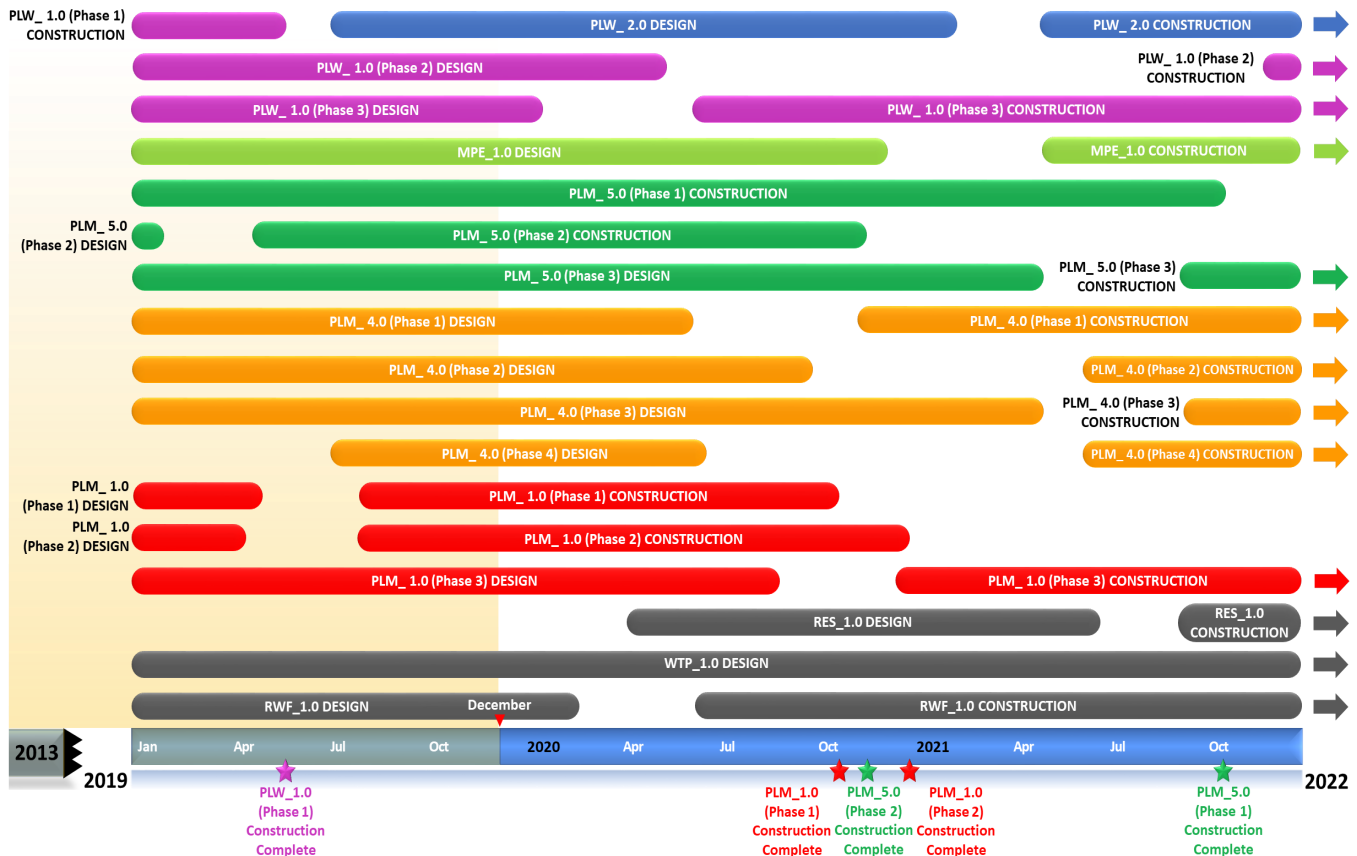 PLW_ 1.0 (Phase 1)
CONSTRUCTION
PLW_ 2.0 DESIGN
PLW_ 2.0 CONSTRUCTION
PLW_ 1.0 (Phase 2) DESIGN
PLW_ 1.0 (Phase 2)
CONSTRUCTION
PLW_ 1.0 (Phase 3) DESIGN
PLW_ 1.0 (Phase 3) CONSTRUCTION
MPE_1.0 DESIGN
MPE_1.0 CONSTRUCTION
PLM_ 5.0 (Phase 1) CONSTRUCTION
PLM_ 5.0
(Phase 2) DESIGN
PLM_ 5.0 (Phase 2) CONSTRUCTION
PLM_ 5.0 (Phase 3) DESIGN
PLM_ 5.0 (Phase 3)
CONSTRUCTION
PLM_ 4.0 (Phase 1) DESIGN
PLM_ 4.0 (Phase 1) CONSTRUCTION
PLM_ 4.0 (Phase 2) DESIGN
PLM_ 4.0 (Phase 2) CONSTRUCTION
PLM_ 4.0 (Phase 3) DESIGN
PLM_ 4.0 (Phase 3)
CONSTRUCTION
PLM_ 4.0 (Phase 4) DESIGN
PLM_ 4.0 (Phase 4) CONSTRUCTION
PLM_ 1.0
(Phase 1) DESIGN
PLM_ 1.0 (Phase 1) CONSTRUCTION
PLM_ 1.0
(Phase 2) DESIGN
PLM_ 1.0 (Phase 2) CONSTRUCTION
PLM_ 1.0 (Phase 3) DESIGN
PLM_ 1.0 (Phase 3) CONSTRUCTION
RES_1.0 DESIGN
RES_1.0
CONSTRUCTION
WTP_1.0 DESIGN
RWF_1.0 DESIGN
December
RWF_1.0 CONSTRUCTION
2013
Jan
Apr
Jul
Oct
2020
Apr
Jul
Oct
2021
Apr
Jul
Oct
2019
2022
PLW_1.0
(Phase 1)
Construction
Complete
PLM_1.0
(Phase 1)
Construction
Complete
PLM_5.0
(Phase 2)
Construction
Complete
PLM_1.0
(Phase 2)
Construction
Complete
PLM_5.0
(Phase 1)
Construction
Complete